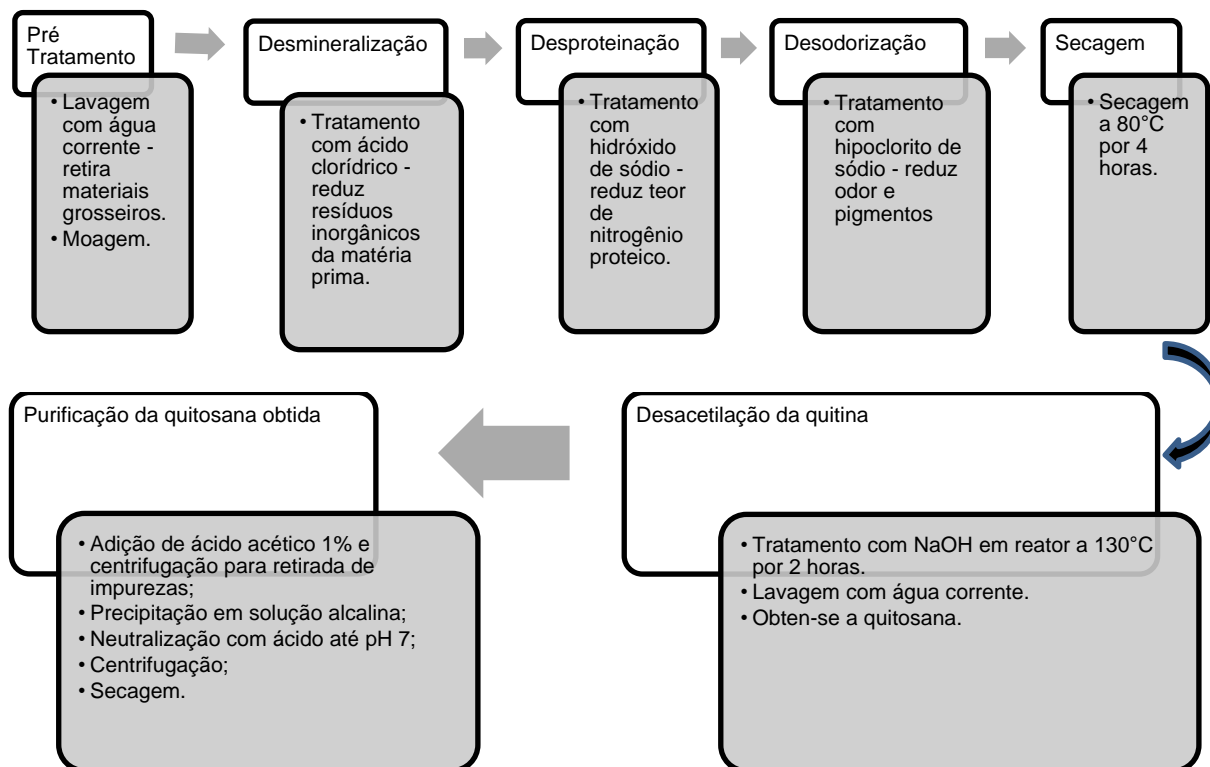 Pré
Tratamento
• Lavagem
com água
corrente -
retira
materiais
grosseiros.
• Moagem.
Desmineralização
• Tratamento
com ácido
clorídrico -
reduz
resíduos
inorgânicos
da matéria
prima.
Desproteinação
• Tratamento
com
hidróxido
de sódio -
reduz teor
de
nitrogênio
proteico.
Desodorização
• Tratamento
com
hipoclorito de
sódio - reduz
odor e
pigmentos
Secagem
• Secagem
a 80°C
por 4
horas.
Desacetilação da quitina
• Tratamento com NaOH em reator a 130°C
por 2 horas.
• Lavagem com água corrente.
• Obten-se a quitosana.
Purificação da quitosana obtida
• Adição de ácido acético 1% e
centrifugação para retirada de
impurezas;
• Precipitação em solução alcalina;
• Neutralização com ácido até pH 7;
• Centrifugação;
• Secagem.